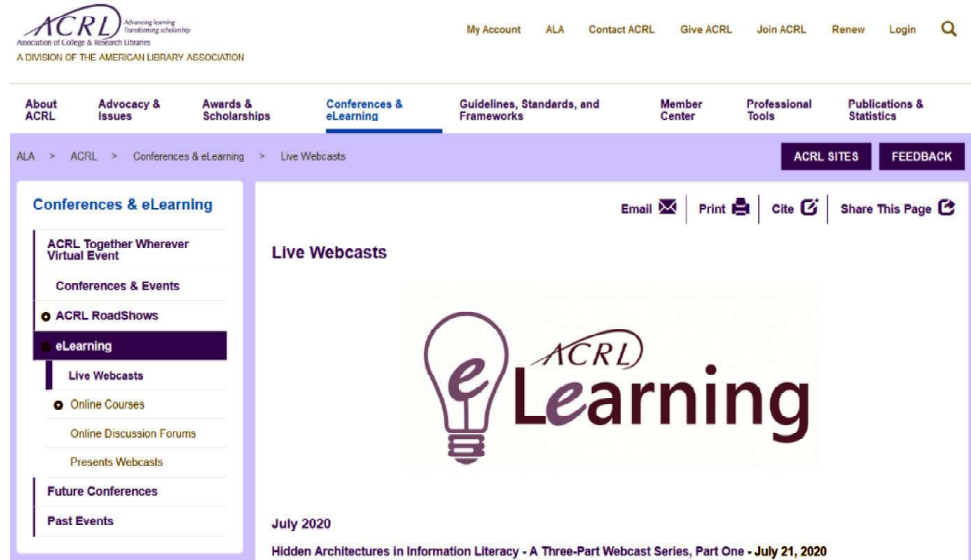 ACRL
Advancing learning
Transforming scholarship
Association of College & Research Libraries
A DIVISION OF THE AMERICAN LIBRARY ASSOCIATION
My Account ALA Contact ACRL Give ACRL Join ACRL Renew Login
About ACRL
Advocacy & Issues
Awards & Scholarships
Conferences & eLearning
Guidelines, Standards, and Frameworks
Member Center
Professional Tools
Publications & Statistics
ALA > ACRL > Conferences & eLearning > Live Webcasts
ACRL SITES FEEDBACK
Conferences & eLearning
ACRL Together Wherever
Virtual Event
Conferences & Events
ACRL RoadShows
eLearning
Live Webcasts
Online Courses
Online Discussion Forums
Presents Webcasts
Future Conferences
Past Events
Email Print Cite Share This Page
Live Webcasts
e
ACRL
Learning
July 2020
Hidden Architectures in Information Literacy - A Three-Part Webcast Series, Part One - July 21, 2020